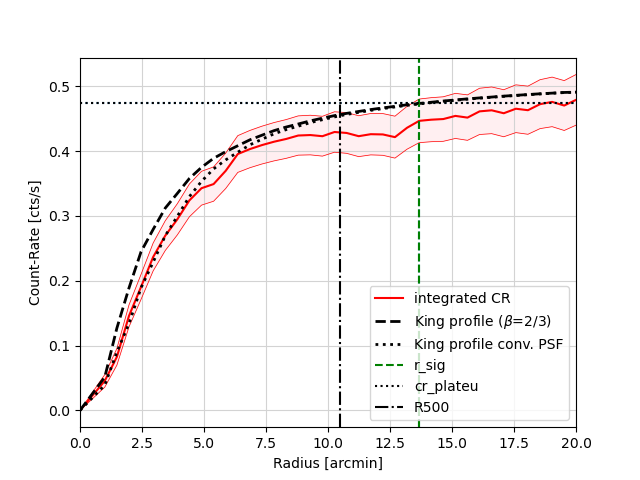 0.5
0.4
0.3
0.2
0.1
0.0
Count-Rate [cts/s]
integrated CR
King profile (β=2/3)
King profile conv. PSF
r_sig
cr_plateu
R500
0.0 2.5 5.0 7.5 10.0 12.5 15.0 17.5 20.0
Radius [arcmin]